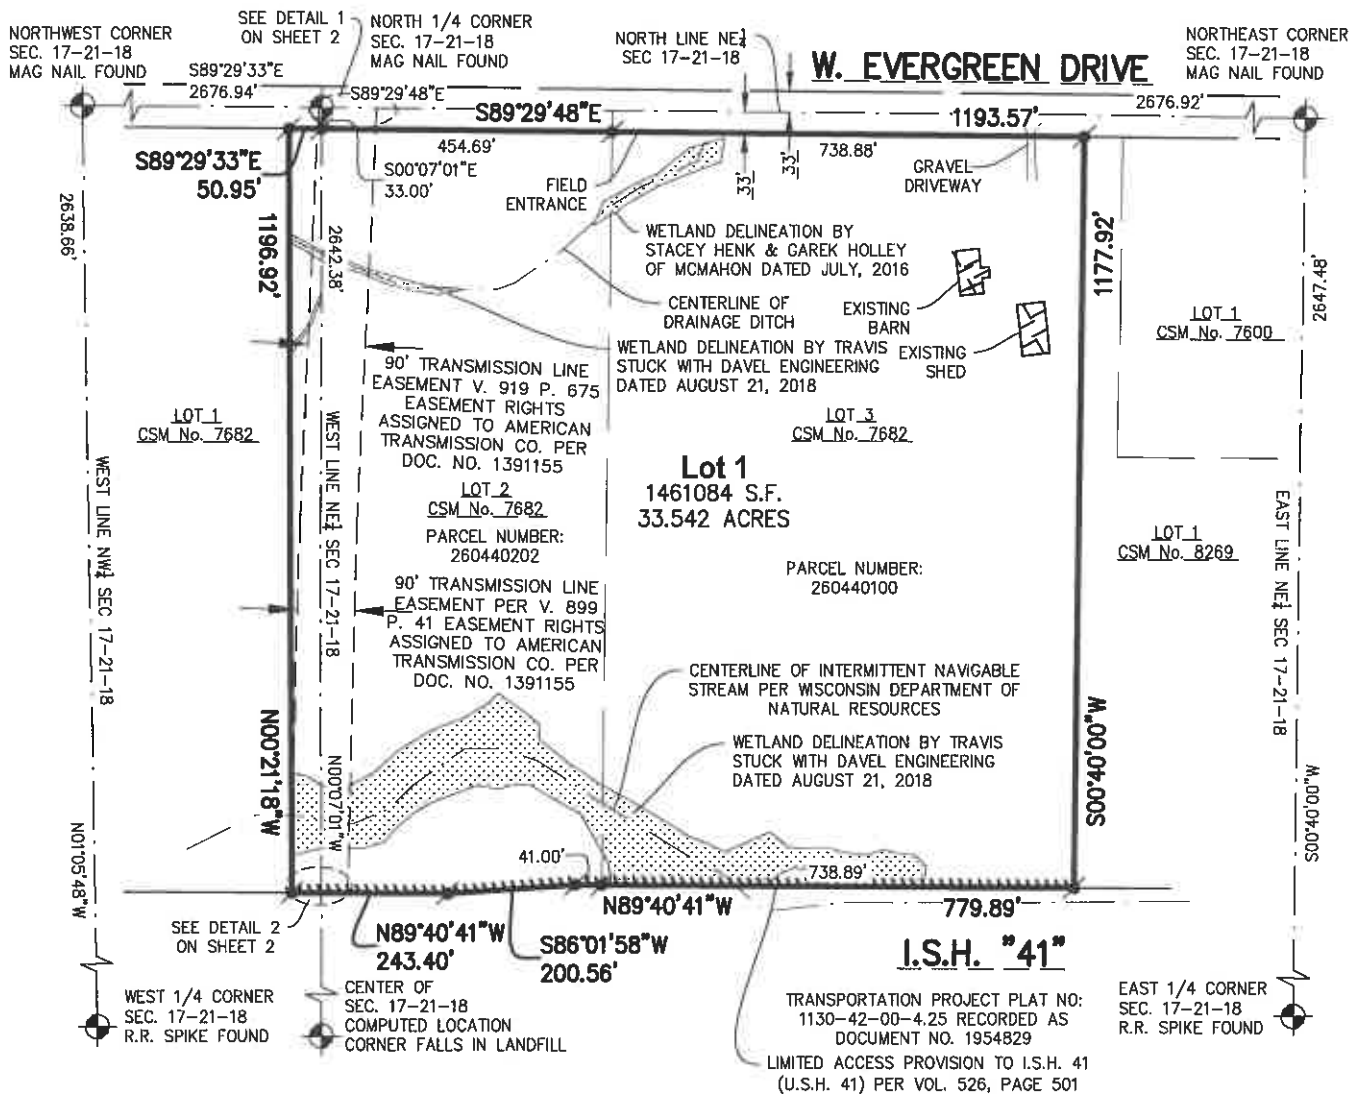 NORTHWEST CORNER
SEC. 17-21-18
MAG NAIL FOUND
SEE DETAIL 1
ON SHEET 2
NORTH 1/4 CORNER
SEC. 17-21-18
MAG NAIL FOUND
NORTH LINE NE¼
SEC 17-21-18
W. EVERGREEN DRIVE
NORTHEAST CORNER
SEC. 17-21-18
MAG NAIL FOUND
S89°29'33"E
2676.94'
S89°29'48"E
S89°29'48"E
1193.57'
2676.92'
S89°29'33"E
50.95'
454.69'
S00°07'01"E
33.00'
738.88'
33'
33'
FIELD
ENTRANCE
GRAVEL
DRIVEWAY
2638.66'
1196.92'
2642.38'
1177.92'
2647.48'
WETLAND DELINEATION BY
STACEY HENK & GAREK HOLLEY
OF MCMAHON DATED JULY, 2016
CENTERLINE OF
DRAINAGE DITCH
EXISTING
BARN
EXISTING
SHED
WETLAND DELINEATION BY TRAVIS
STUCK WITH DAVEL ENGINEERING
DATED AUGUST 21, 2018
LOT 1
CSM No. 7600
90' TRANSMISSION LINE
EASEMENT V. 919 P. 675
EASEMENT RIGHTS
ASSIGNED TO AMERICAN
TRANSMISSION CO. PER
DOC. NO. 1391155
LOT 1
CSM No. 7682
LOT 3
CSM No. 7682
Lot 1
1461084 S.F.
33.542 ACRES
LOT 2
CSM No. 7682
PARCEL NUMBER:
260440202
PARCEL NUMBER:
260440100
LOT 1
CSM No. 8269
WEST LINE NW¼ SEC 17-21-18
WEST LINE NE¼ SEC 17-21-18
EAST LINE NE¼ SEC 17-21-18
90' TRANSMISSION LINE
EASEMENT PER V. 899
P. 41 EASEMENT RIGHTS
ASSIGNED TO AMERICAN
TRANSMISSION CO. PER
DOC. NO. 1391155
CENTERLINE OF INTERMITTENT NAVIGABLE
STREAM PER WISCONSIN DEPARTMENT OF
NATURAL RESOURCES
WETLAND DELINEATION BY TRAVIS
STUCK WITH DAVEL ENGINEERING
DATED AUGUST 21, 2018
N01°05'48"W
N00°21'18"W
N00°07'01"W
S00°40'00"W
S00°40'00"W
41.00'
738.89'
SEE DETAIL 2
ON SHEET 2
N89°40'41"W
243.40'
S86°01'58"W
200.56'
N89°40'41"W
779.89'
I.S.H. "41"
WEST 1/4 CORNER
SEC. 17-21-18
R.R. SPIKE FOUND
CENTER OF
SEC. 17-21-18
COMPUTED LOCATION
CORNER FALLS IN LANDFILL
TRANSPORTATION PROJECT PLAT NO:
1130-42-00-4.25 RECORDED AS
DOCUMENT NO. 1954829
LIMITED ACCESS PROVISION TO I.S.H. 41
(U.S.H. 41) PER VOL. 526, PAGE 501
EAST 1/4 CORNER
SEC. 17-21-18
R.R. SPIKE FOUND